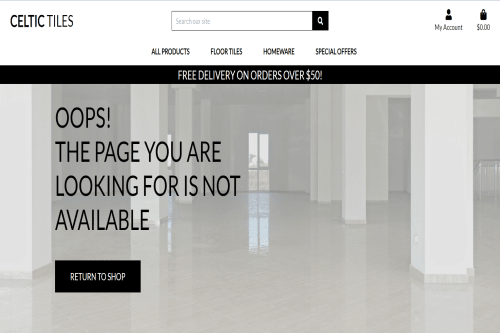 CELTIC TILES
Search our site
My Account
$0.00
ALL PRODUCTS FLOOR TILES HOMEWARE SPECIAL OFFERS
FREE DELIVERY ON ORDERS OVER $50!
OOPS!
THE PAGE YOU ARE
LOOKING FOR IS NOT
AVAILABLE
RETURN TO SHOP